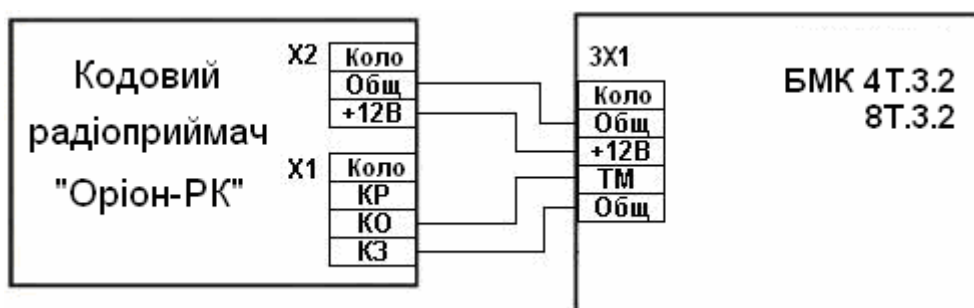 Кодовий
радіоприймач
"Оріон-РК"
X2
Коло
Общ
+12В
X1
Коло
КР
КО
КЗ
3X1
Коло
Общ
+12В
ТМ
Общ
БМК 4Т.3.2
8Т.3.2